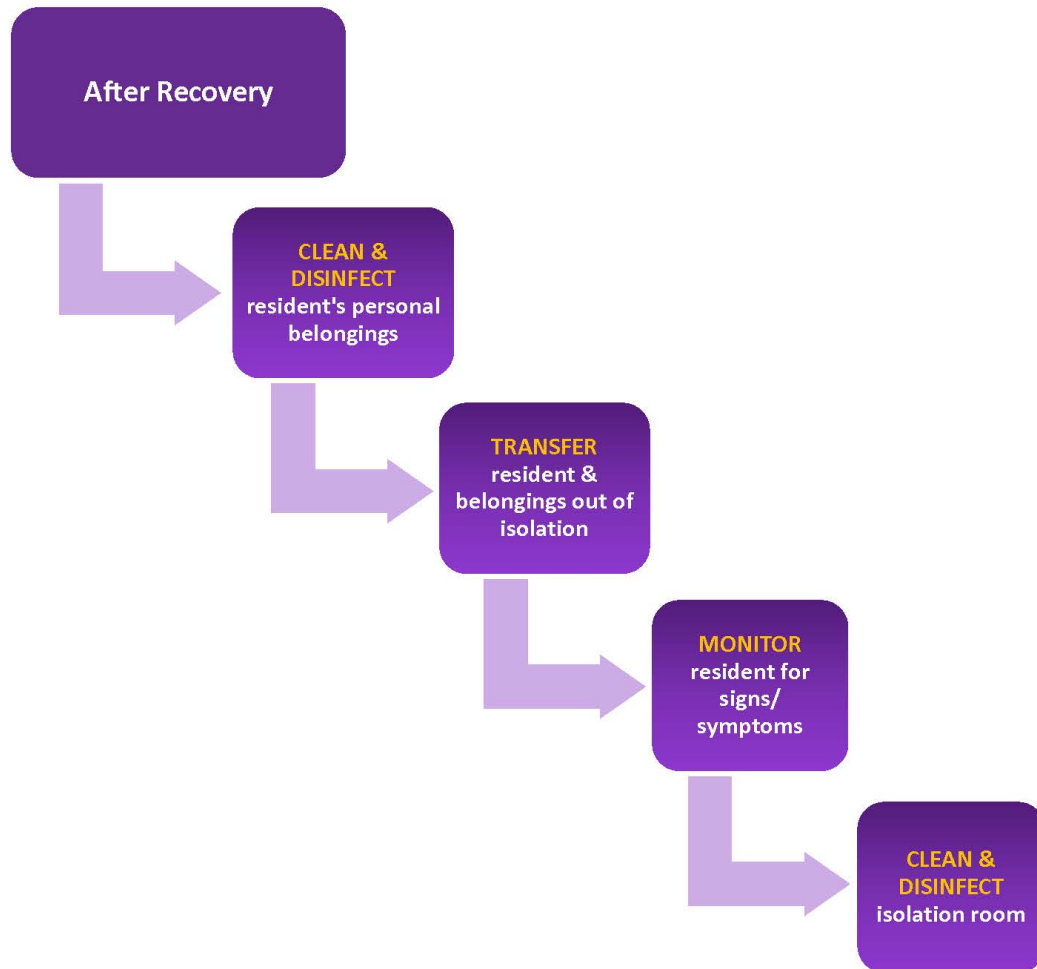 After Recovery
CLEAN &
DISINFECT
resident's personal
belongings
TRANSFER
resident &
belongings out of
isolation
MONITOR
resident for
signs/
symptoms
CLEAN &
DISINFECT
isolation room